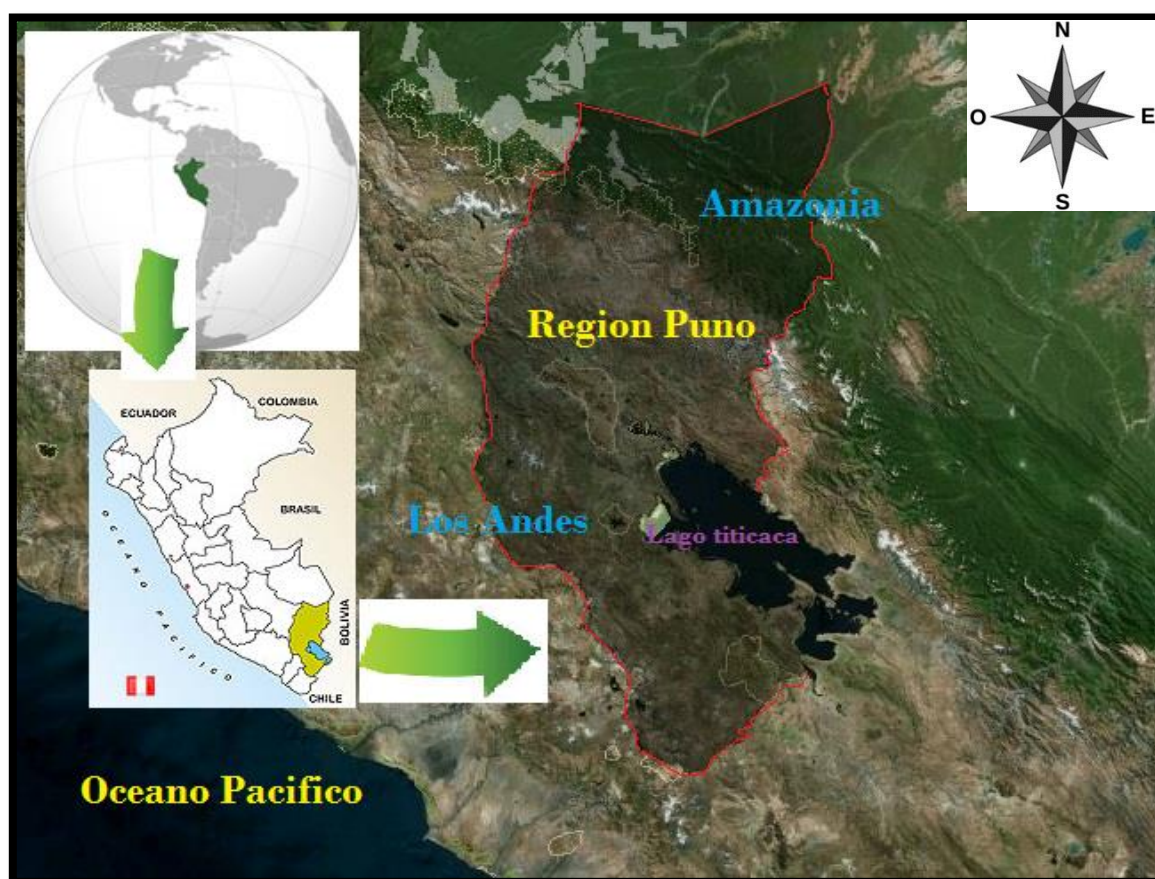 N
O
E
S
Amazonia
Region Puno
ECUADOR
COLOMBIA
BRASIL
OCEANO PACIFICO
BOLIVIA
CHILE
Los Andes
Lago titicaca
Oceano Pacifico